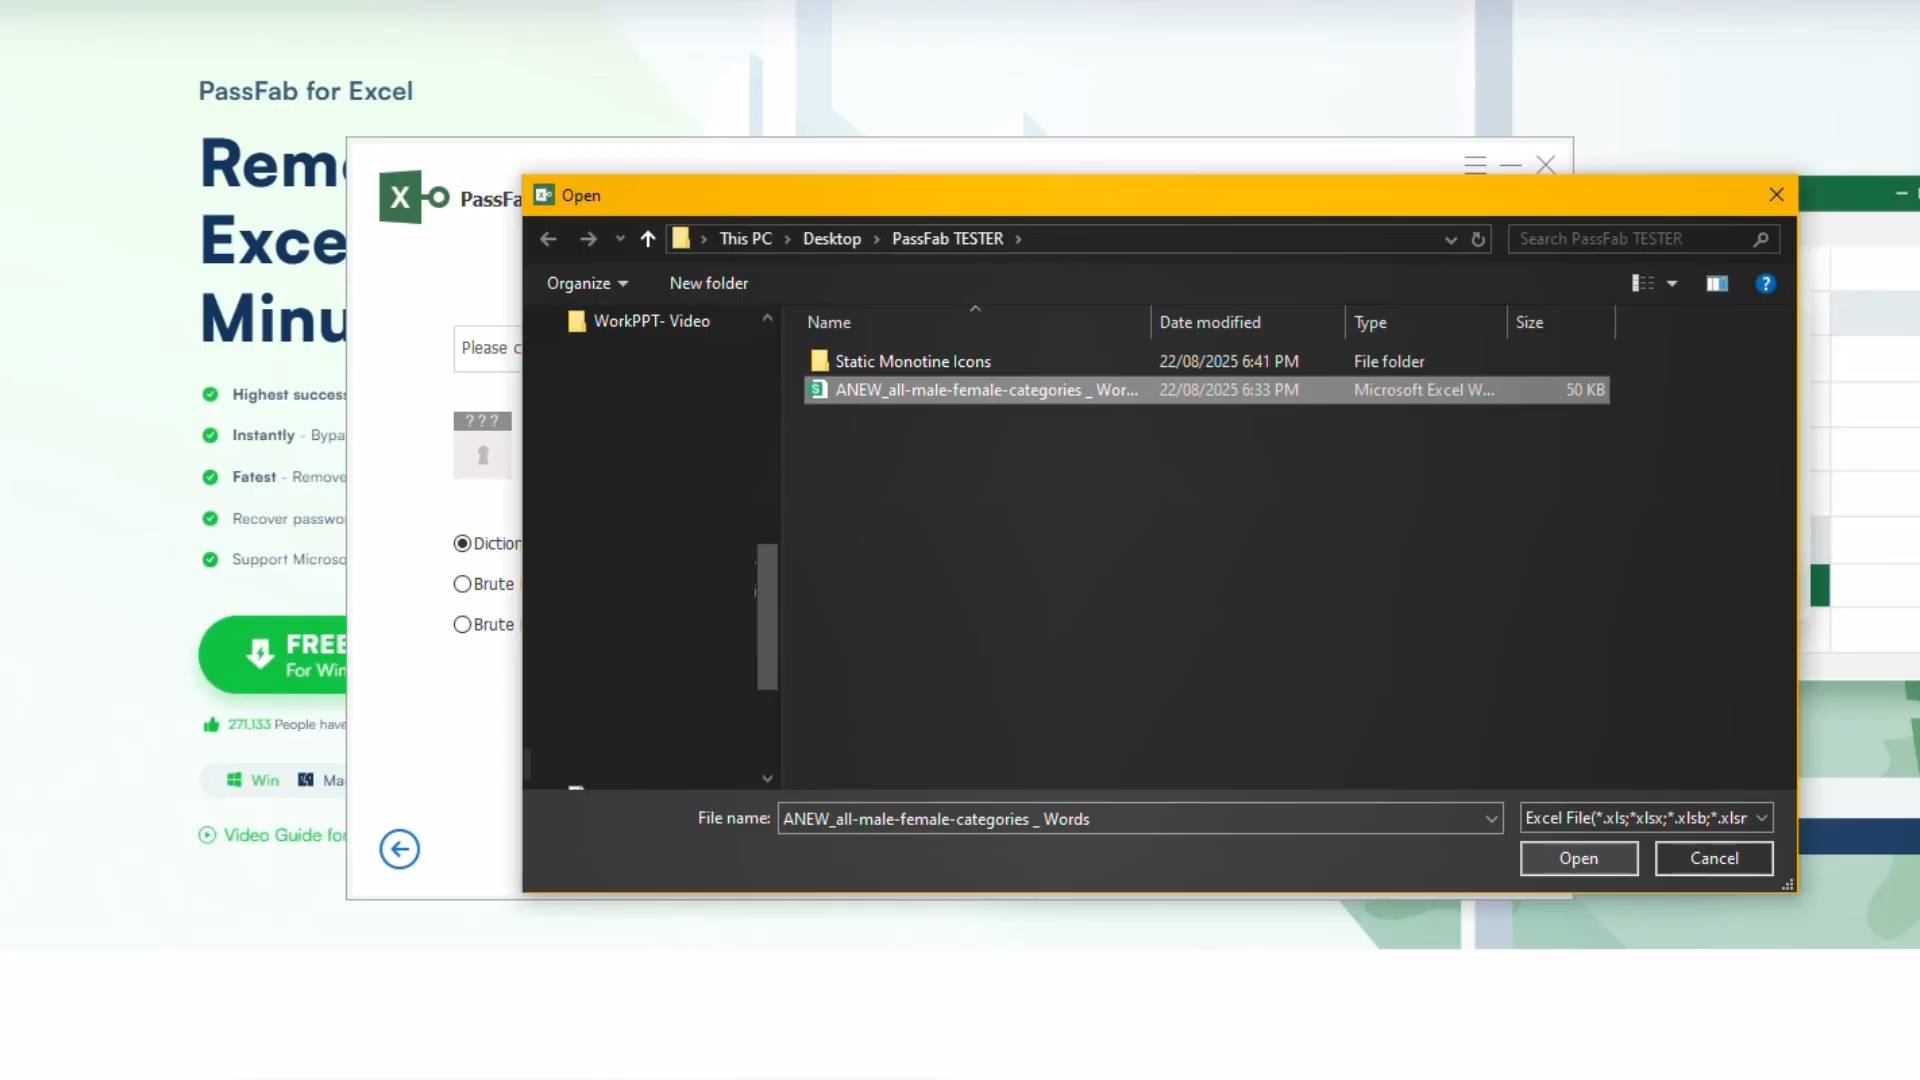 PassFab for Excel
Rem
Exce
Minu
Highest success
Instantly - Bypa
Fatest - Remove
Recover passwo
Support Microso
FREE
For Win
271,133 People have
Win Ma
Video Guide for
X PassFa
Please c
???
Diction
Brute
Brute
Open
This PC > Desktop > PassFab TESTER >
Search PassFab TESTER
Organize New folder
?
WorkPPT- Video
Name Date modified Type Size
Static Monotine Icons 22/08/2025 6:41 PM File folder
S ANEW_all-male-female-categories _ Wor... 22/08/2025 6:33 PM Microsoft Excel W... 50 KB
File name: ANEW_all-male-female-categories _ Words
Excel File(*.xls;*xlsx;*.xlsb;*.xlsr
Open Cancel